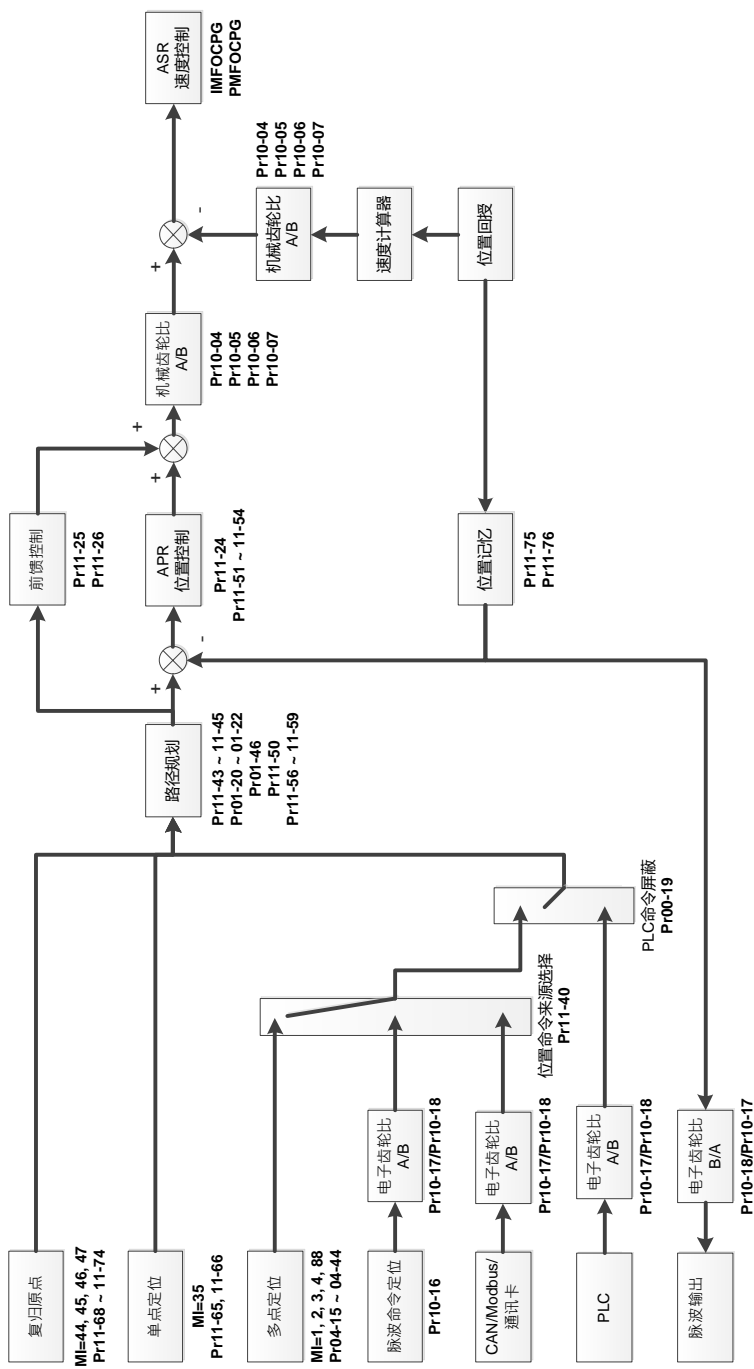 复归原点
MI=44, 45, 46, 47
Pr11-68 ~ 11-74
单点定位
MI=35
Pr11-65, 11-66
多点定位
MI=1, 2, 3, 4, 88
Pr04-15 ~ 04-44
脉波命令定位
Pr10-16
CAN/Modbus/
通讯卡
PLC
脉波输出
电子齿轮比
A/B
Pr10-17/Pr10-18
电子齿轮比
A/B
Pr10-17/Pr10-18
电子齿轮比
A/B
Pr10-17/Pr10-18
电子齿轮比
B/A
Pr10-18/Pr10-17
位置命令来源选择
Pr11-40
PLC命令屏蔽
Pr00-19
路径规划
Pr11-43 ~ 11-45
Pr01-20 ~ 01-22
Pr01-46
Pr11-50
Pr11-56 ~ 11-59
+
-
前馈控制
Pr11-25
Pr11-26
APR
位置控制
Pr11-24
Pr11-51 ~ 11-54
位置记忆
Pr11-75
Pr11-76
+
+
机械齿轮比
A/B
Pr10-04
Pr10-05
Pr10-06
Pr10-07
+
-
机械齿轮比
A/B
Pr10-04
Pr10-05
Pr10-06
Pr10-07
速度计算器
位置回授
ASR
速度控制
IMFOCPG
PMFOCPG